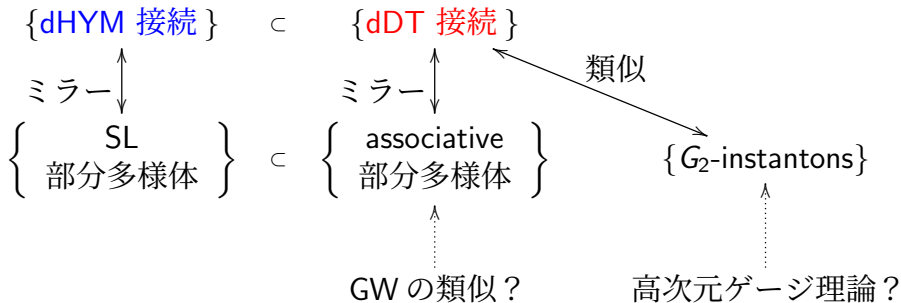 {dHYM 接続 } ⊂ {dDT 接続 }
ミラー ミラー 類似
{ SL 部分多様体 } ⊂ { associative 部分多様体 } {G₂-instantons}
GW の類似？ 高次元ゲージ理論？